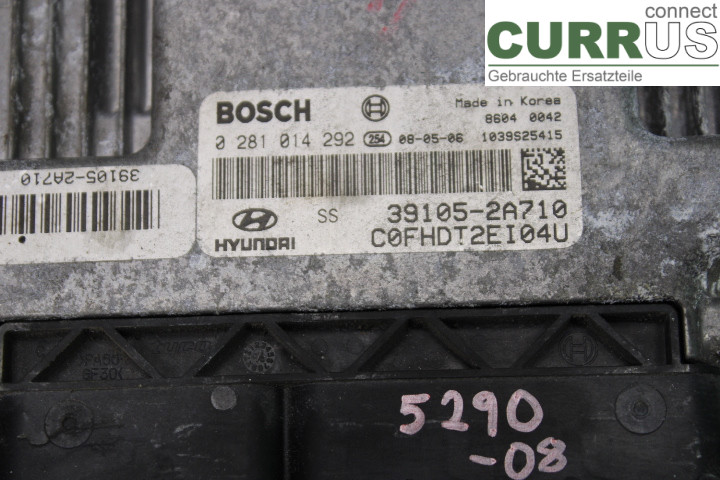 connect
CURRUS
Gebrauchte Ersatzteile
BOSCH
Made in Korea
8604 0042
0 281 014 292 254 08-05-06 1039S25415
39105-2A710
SS 39105-2A710
HYUNDAI C0FHDT2EI04U
5290
-08